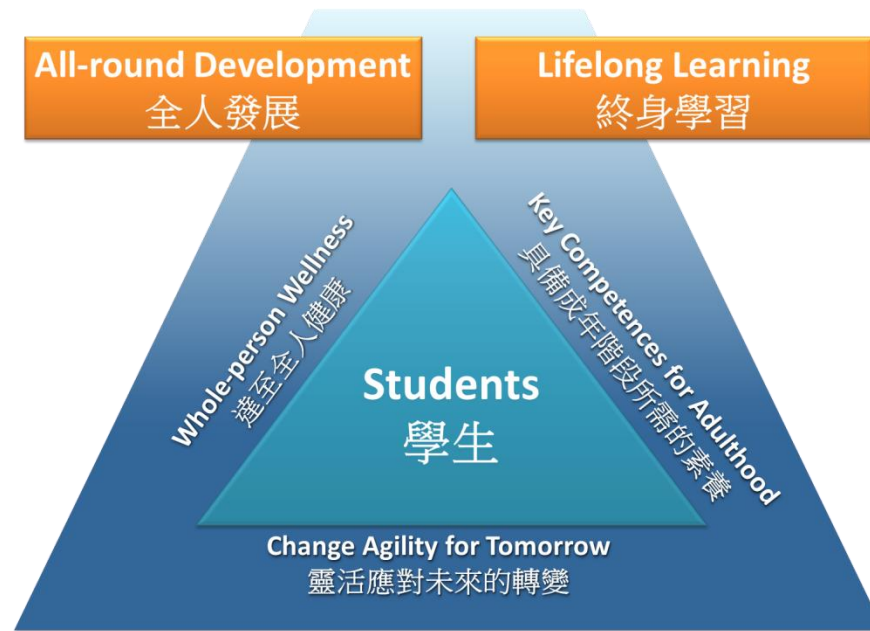 All-round Development
全人發展
Lifelong Learning
終身學習
Whole-person Wellness
達至全人健康
Key Competences for Adulthood
具備成年階段所需的素養
Students
學生
Change Agility for Tomorrow
靈活應對未來的轉變